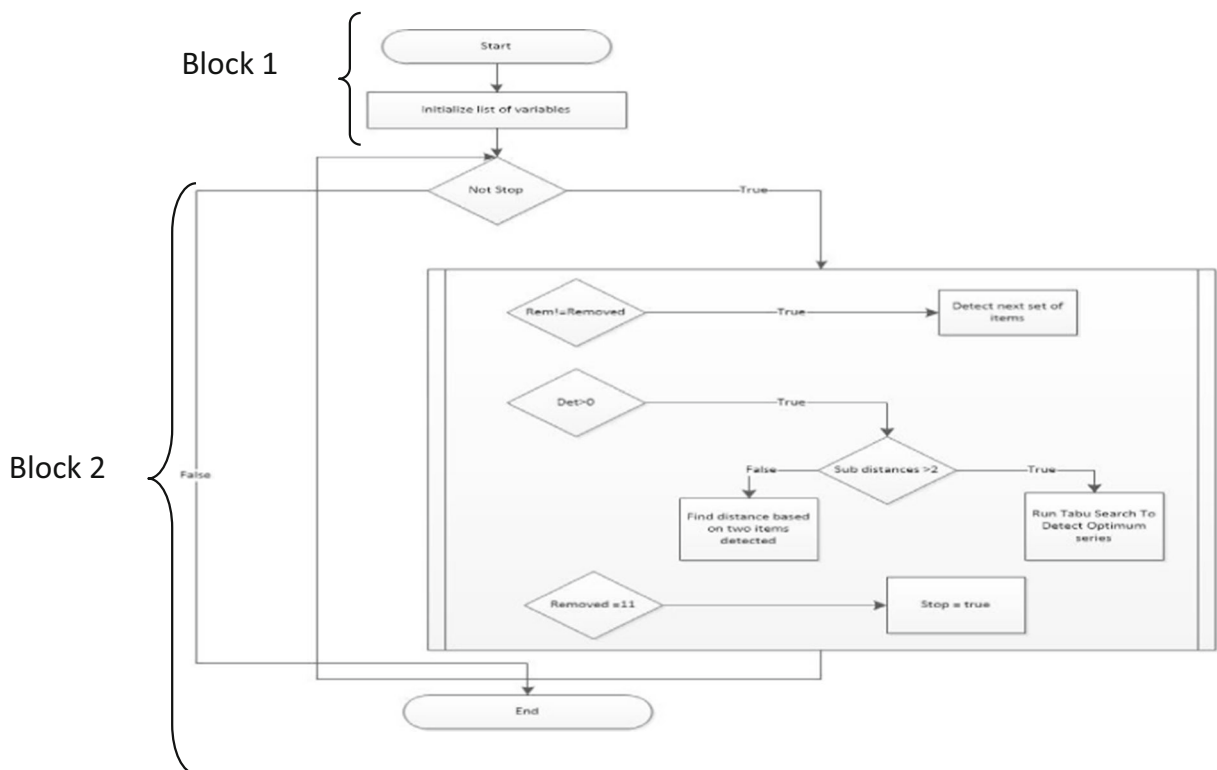 Block 1
Start
Initialize list of variables
Not Stop
True
Rem!=Removed
True
Detect next set of
items
Det>0
True
Block 2
False
Sub distances >2
False
True
Find distance based
on two items
detected
Run Tabu Search To
Detect Optimum
series
Removed =11
Stop = true
End